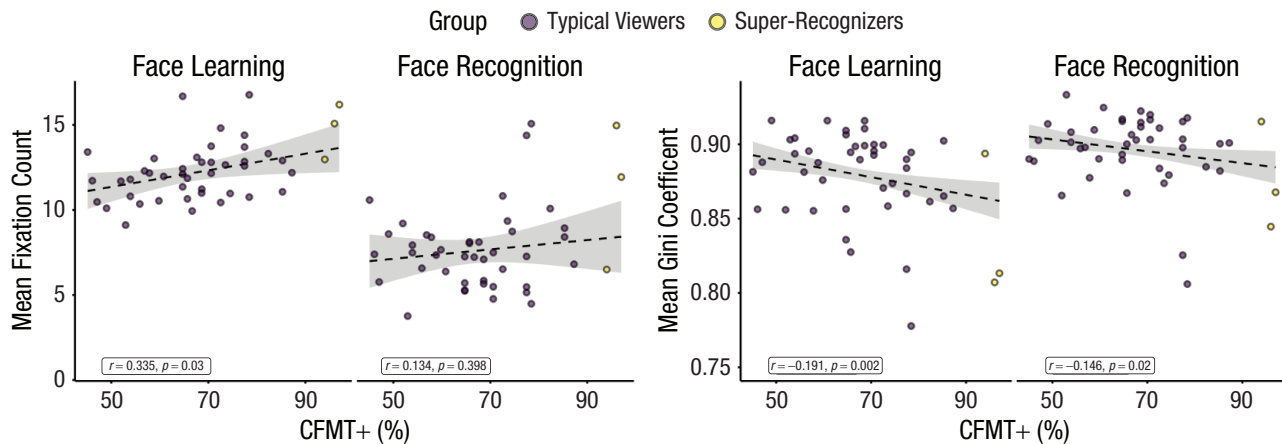 Group Typical Viewers Super-Recognizers
Face Learning Face Recognition Face Learning Face Recognition
Mean Fixation Count
15
10
5
0
r = 0.335, p = 0.03
r = 0.134, p = 0.398
50 70 90 50 70 90
CFMT+ (%)
Mean Gini Coefficent
0.90
0.85
0.80
0.75
r = –0.191, p = 0.002
r = –0.146, p = 0.02
50 70 90 50 70 90
CFMT+ (%)